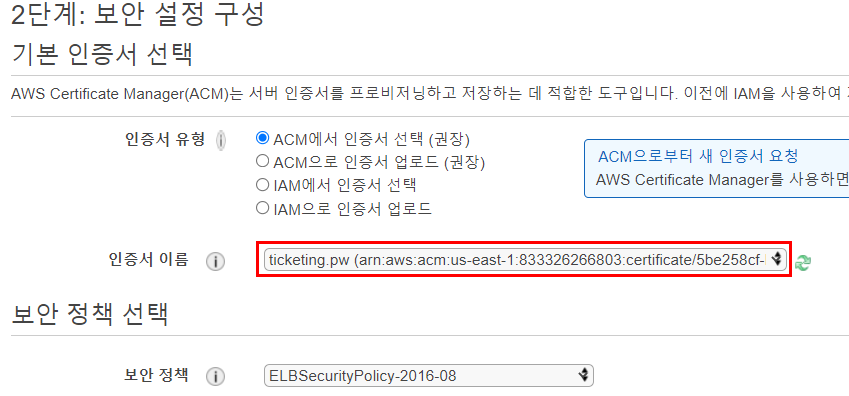 2단계: 보안 설정 구성
기본 인증서 선택
AWS Certificate Manager(ACM)는 서버 인증서를 프로비저닝하고 저장하는 데 적합한 도구입니다. 이전에 IAM을 사용하여
인증서 유형
ACM에서 인증서 선택 (권장)
ACM으로 인증서 업로드 (권장)
IAM에서 인증서 선택
IAM으로 인증서 업로드
ACM으로부터 새 인증서 요청
AWS Certificate Manager를 사용하면
인증서 이름
ticketing.pw (arn:aws:acm:us-east-1:833326266803:certificate/5be258cf-
보안 정책 선택
보안 정책
ELBSecurityPolicy-2016-08